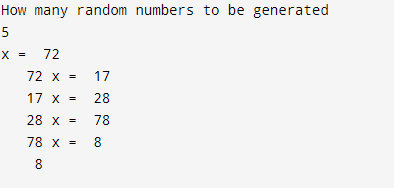 How many random numbers to be generated
5
x =  72
   72 x =  17
   17 x =  28
   28 x =  78
   78 x =  8
    8